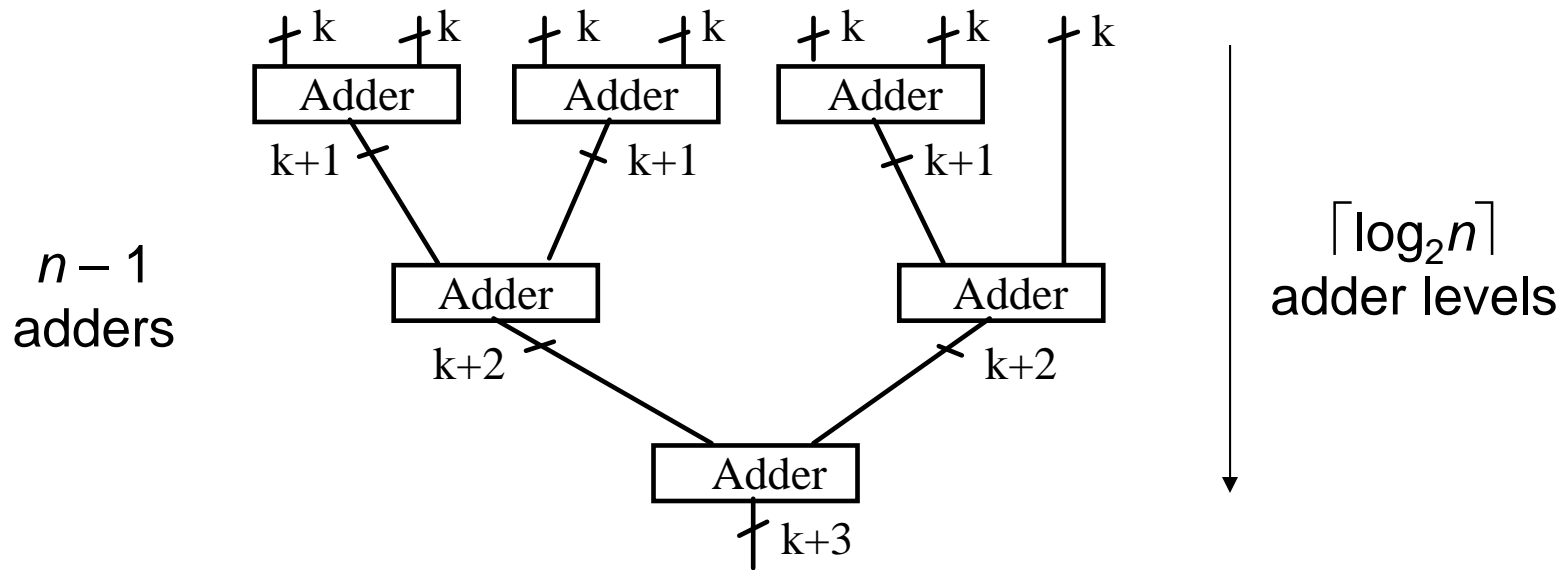 k k k k k k k
Adder Adder Adder
k+1 k+1 k+1
n – 1
adders
Adder Adder
⌈log₂n⌉
adder levels
k+2 k+2
Adder
k+3